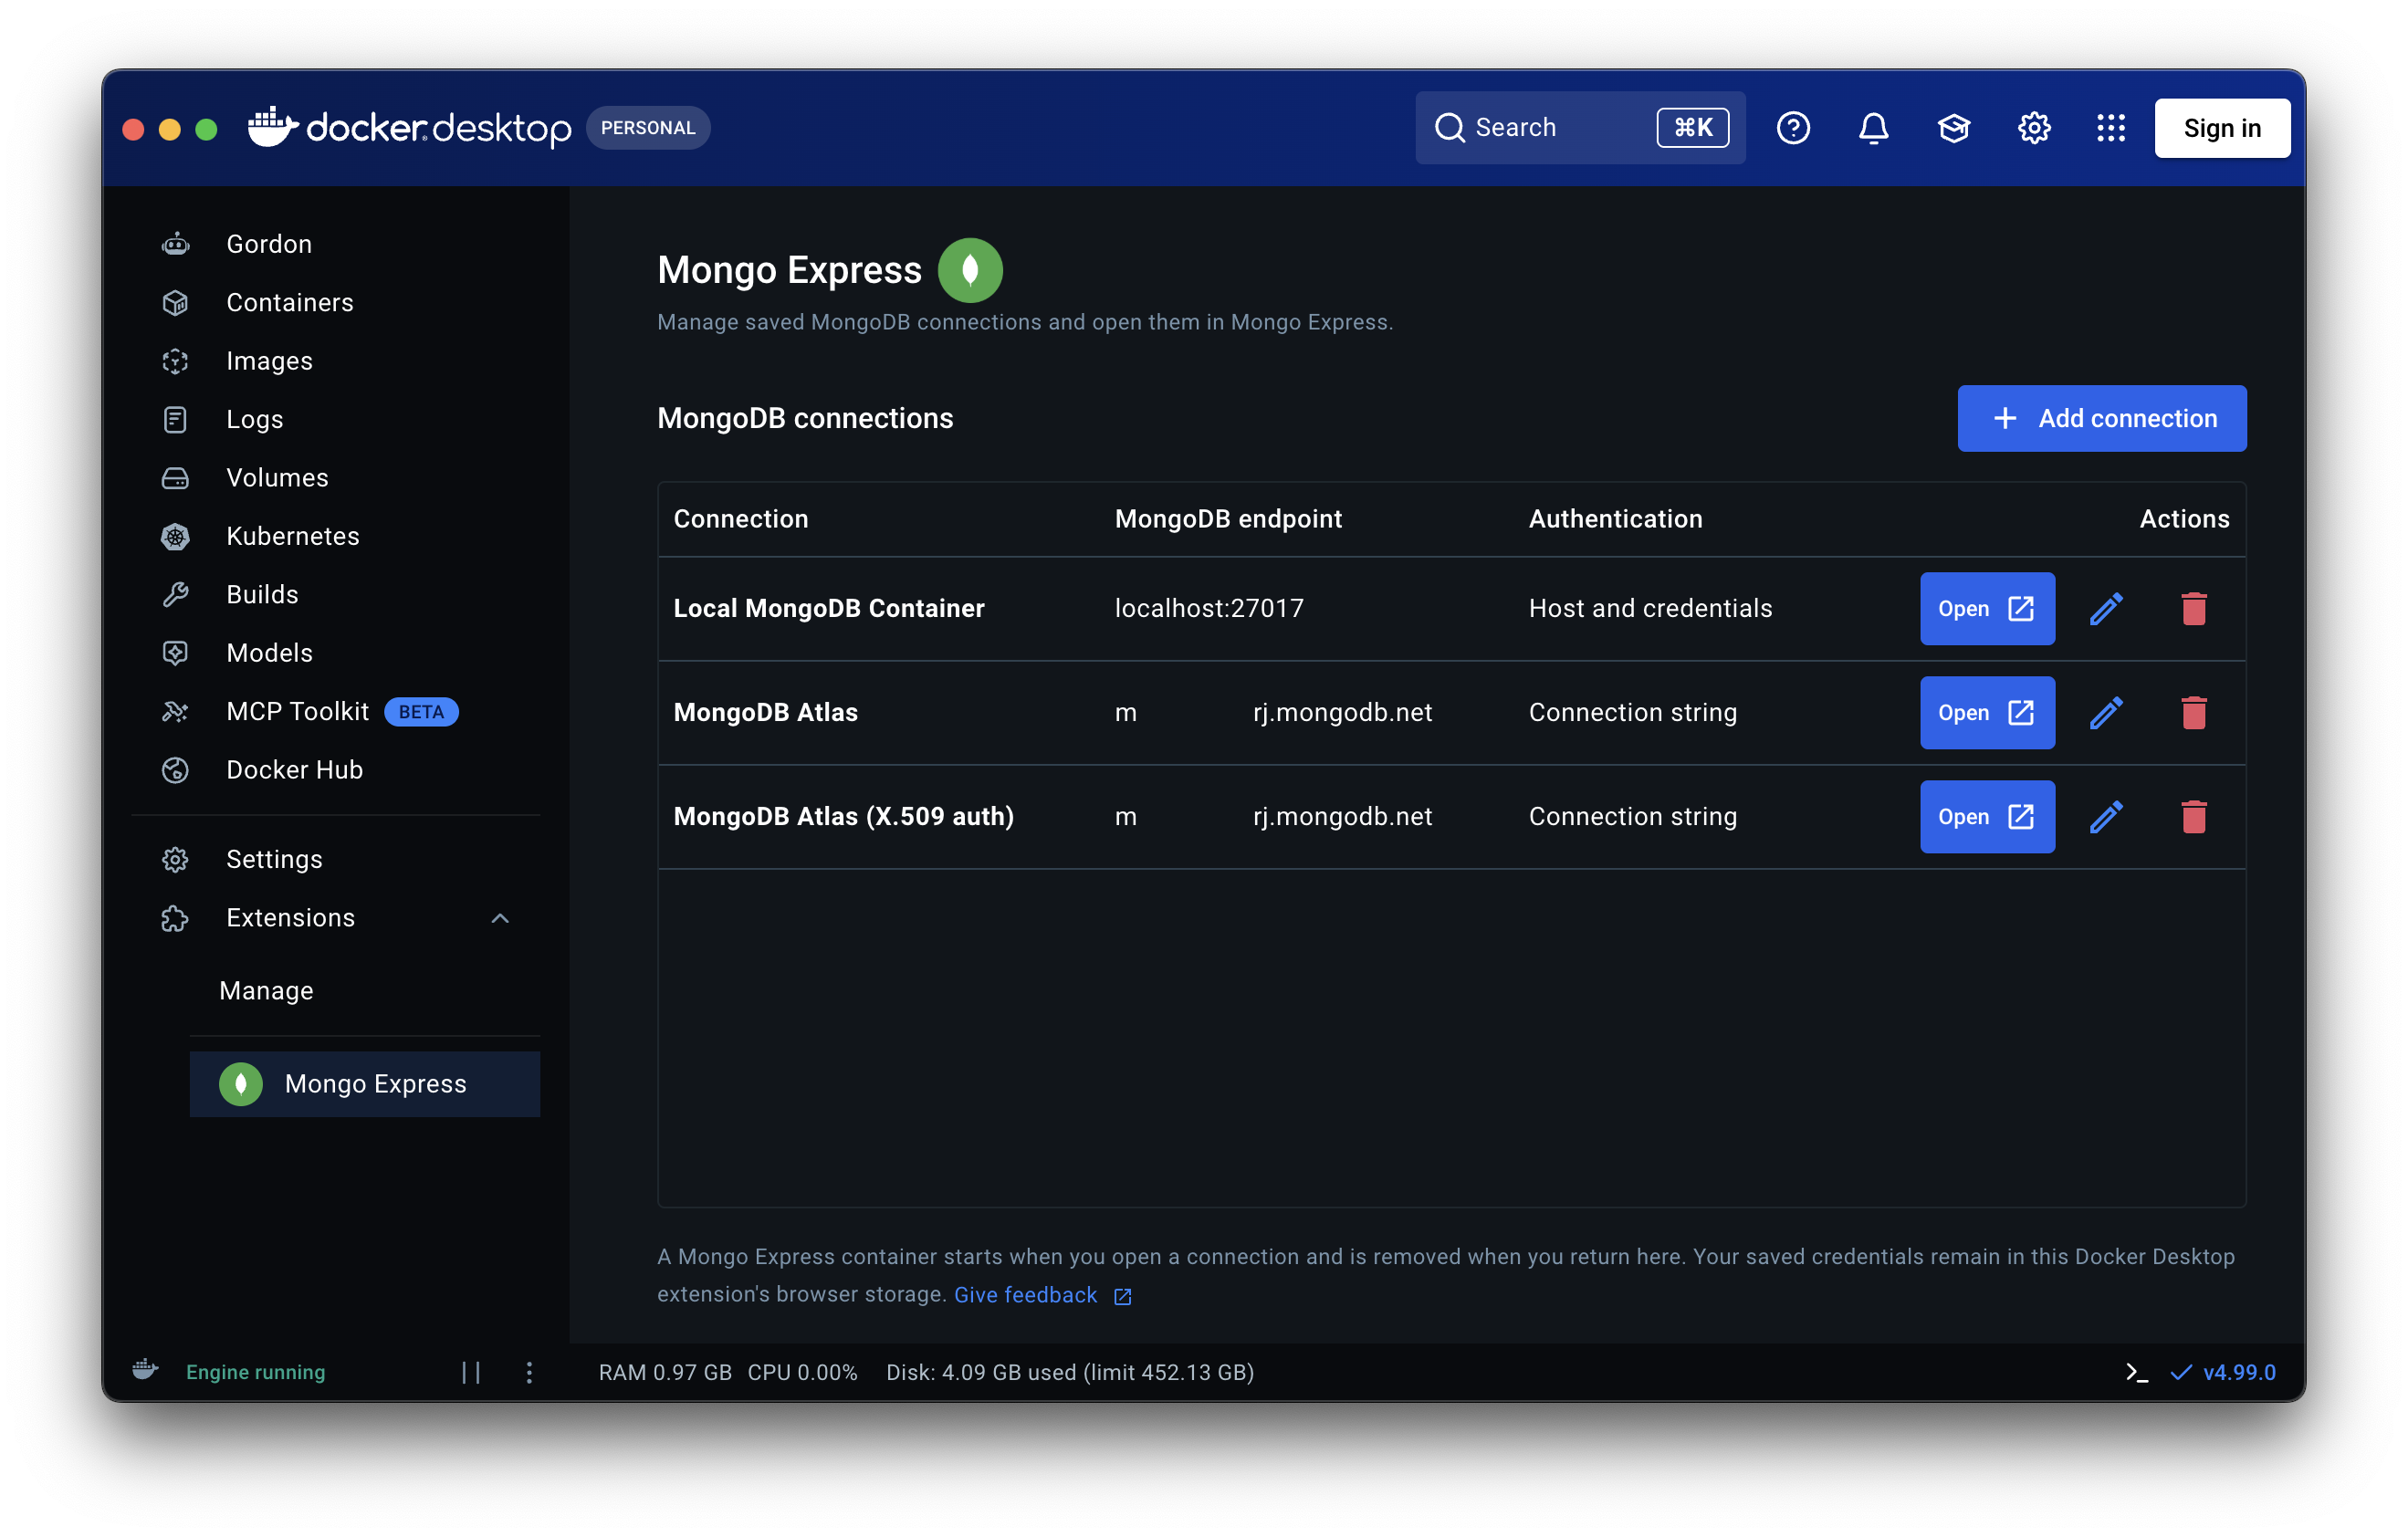 docker desktop PERSONAL
Search ⌘K
Sign in
Gordon
Containers
Images
Logs
Volumes
Kubernetes
Builds
Models
MCP Toolkit BETA
Docker Hub
Settings
Extensions
Manage
Mongo Express
Mongo Express
Manage saved MongoDB connections and open them in Mongo Express.
MongoDB connections
+ Add connection
Connection MongoDB endpoint Authentication Actions
Local MongoDB Container localhost:27017 Host and credentials Open
MongoDB Atlas m rj.mongodb.net Connection string Open
MongoDB Atlas (X.509 auth) m rj.mongodb.net Connection string Open
A Mongo Express container starts when you open a connection and is removed when you return here. Your saved credentials remain in this Docker Desktop
extension's browser storage. Give feedback
Engine running RAM 0.97 GB CPU 0.00% Disk: 4.09 GB used (limit 452.13 GB) v4.99.0